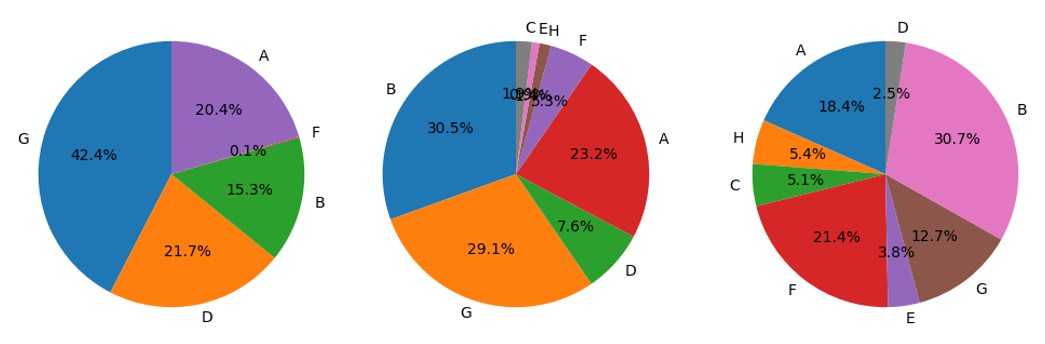 G
42.4%
D
21.7%
B
15.3%
F
0.1%
A
20.4%
B
30.5%
G
29.1%
D
7.6%
A
23.2%
F
5.3%
H
E
C
A
18.4%
H
5.4%
C
5.1%
F
21.4%
E
3.8%
G
12.7%
B
30.7%
D
2.5%